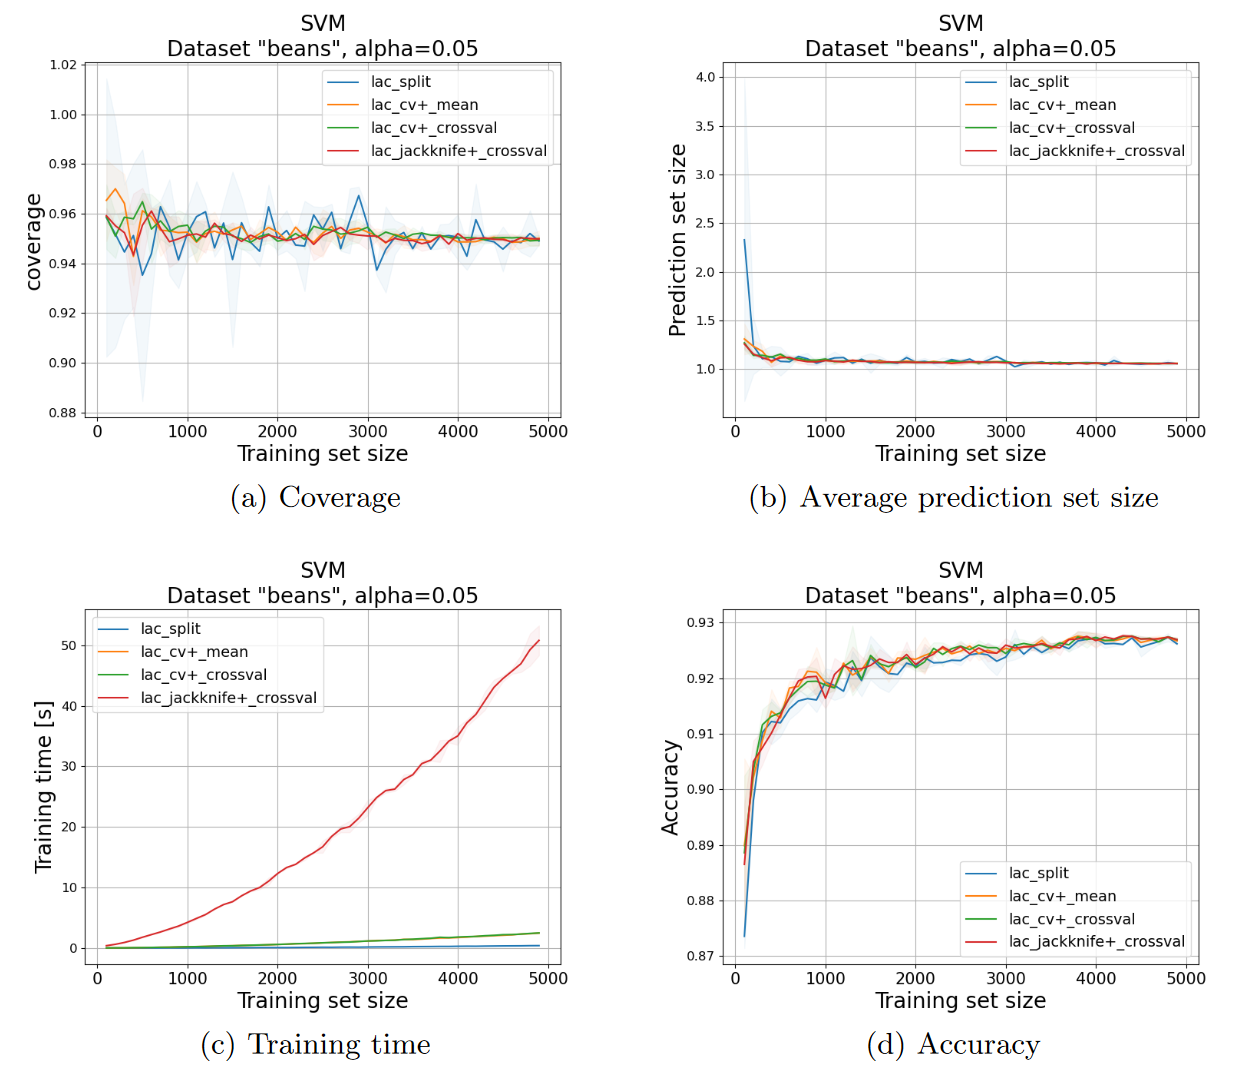 SVM
Dataset "beans", alpha=0.05
1.02
1.00
0.98
0.96
0.94
0.92
0.90
0.88
coverage
lac_split
lac_cv+_mean
lac_cv+_crossval
lac_jackknife+_crossval
0 1000 2000 3000 4000 5000
Training set size
(a) Coverage
SVM
Dataset "beans", alpha=0.05
4.0
3.5
3.0
2.5
2.0
1.5
1.0
Prediction set size
lac_split
lac_cv+_mean
lac_cv+_crossval
lac_jackknife+_crossval
0 1000 2000 3000 4000 5000
Training set size
(b) Average prediction set size
SVM
Dataset "beans", alpha=0.05
50
40
30
20
10
0
Training time [s]
lac_split
lac_cv+_mean
lac_cv+_crossval
lac_jackknife+_crossval
0 1000 2000 3000 4000 5000
Training set size
(c) Training time
SVM
Dataset "beans", alpha=0.05
0.93
0.92
0.91
0.90
0.89
0.88
0.87
Accuracy
lac_split
lac_cv+_mean
lac_cv+_crossval
lac_jackknife+_crossval
0 1000 2000 3000 4000 5000
Training set size
(d) Accuracy